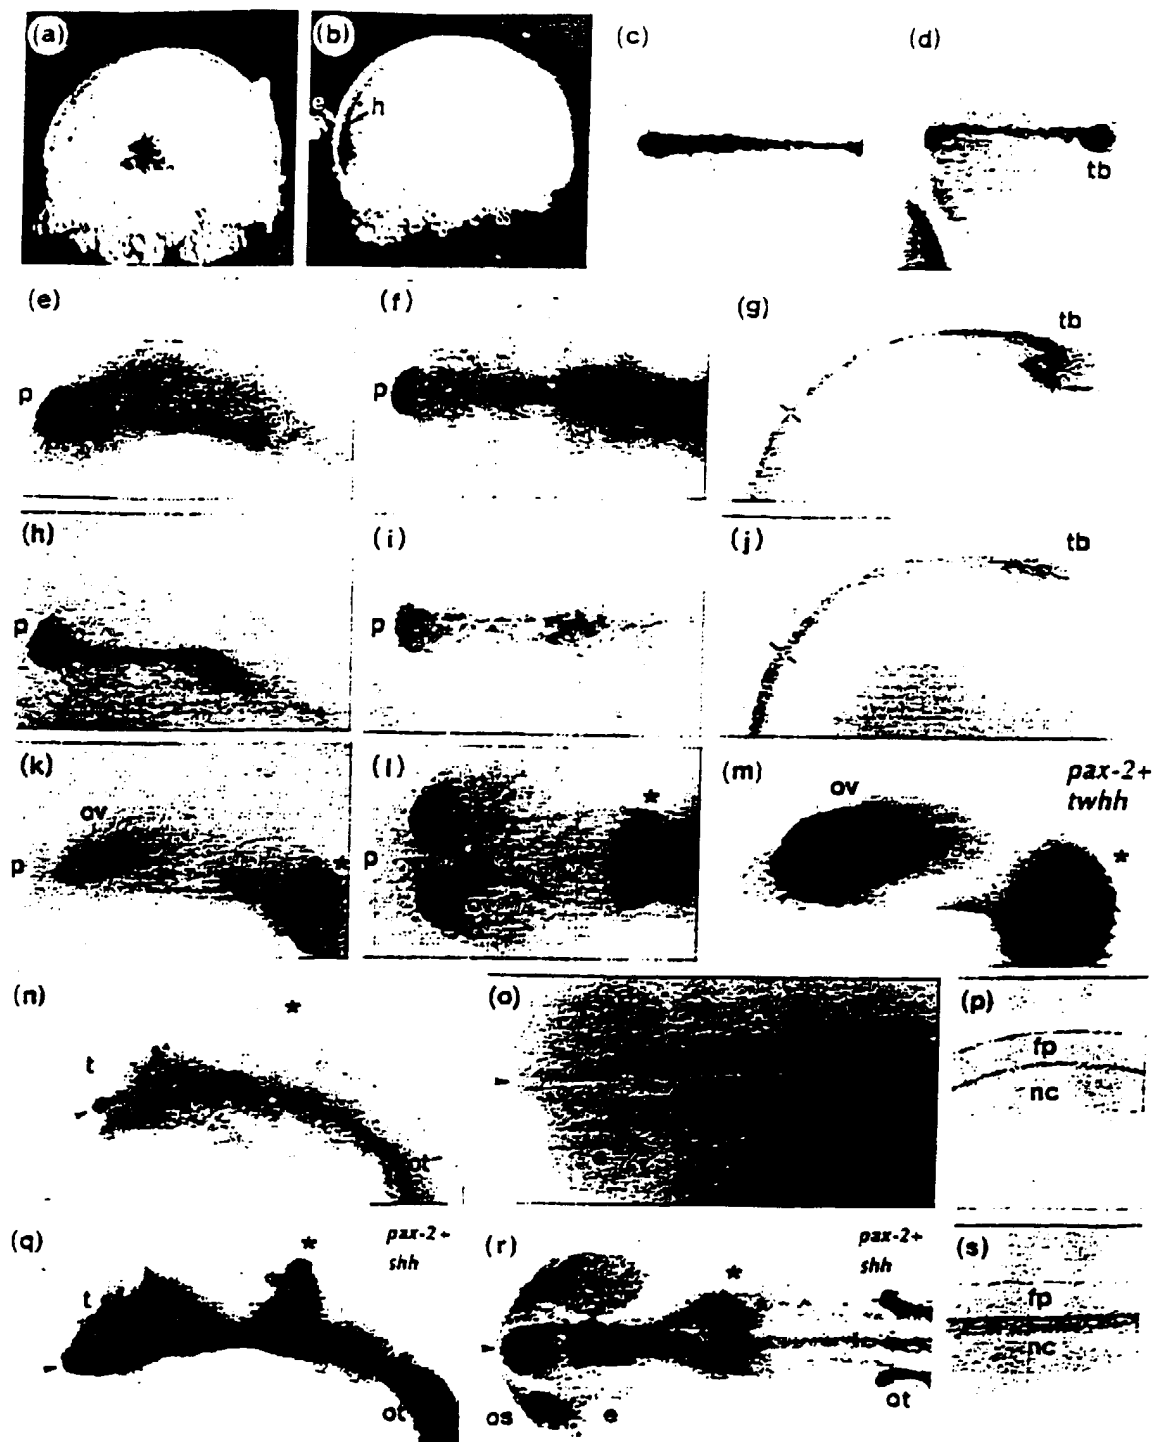 (a) (b) (c) (d)
e h
tb
(e) (f) (g) tb
p p
(h) (i) (j) tb
p p
(k) (l) (m) pax-2+
twhh
ov ov
p p * * *
(n) * (o) (p)
t fp
nc
ot
(q) * pax-2+
shh (r) * pax-2+
shh (s)
t fp
nc
ot os e ot